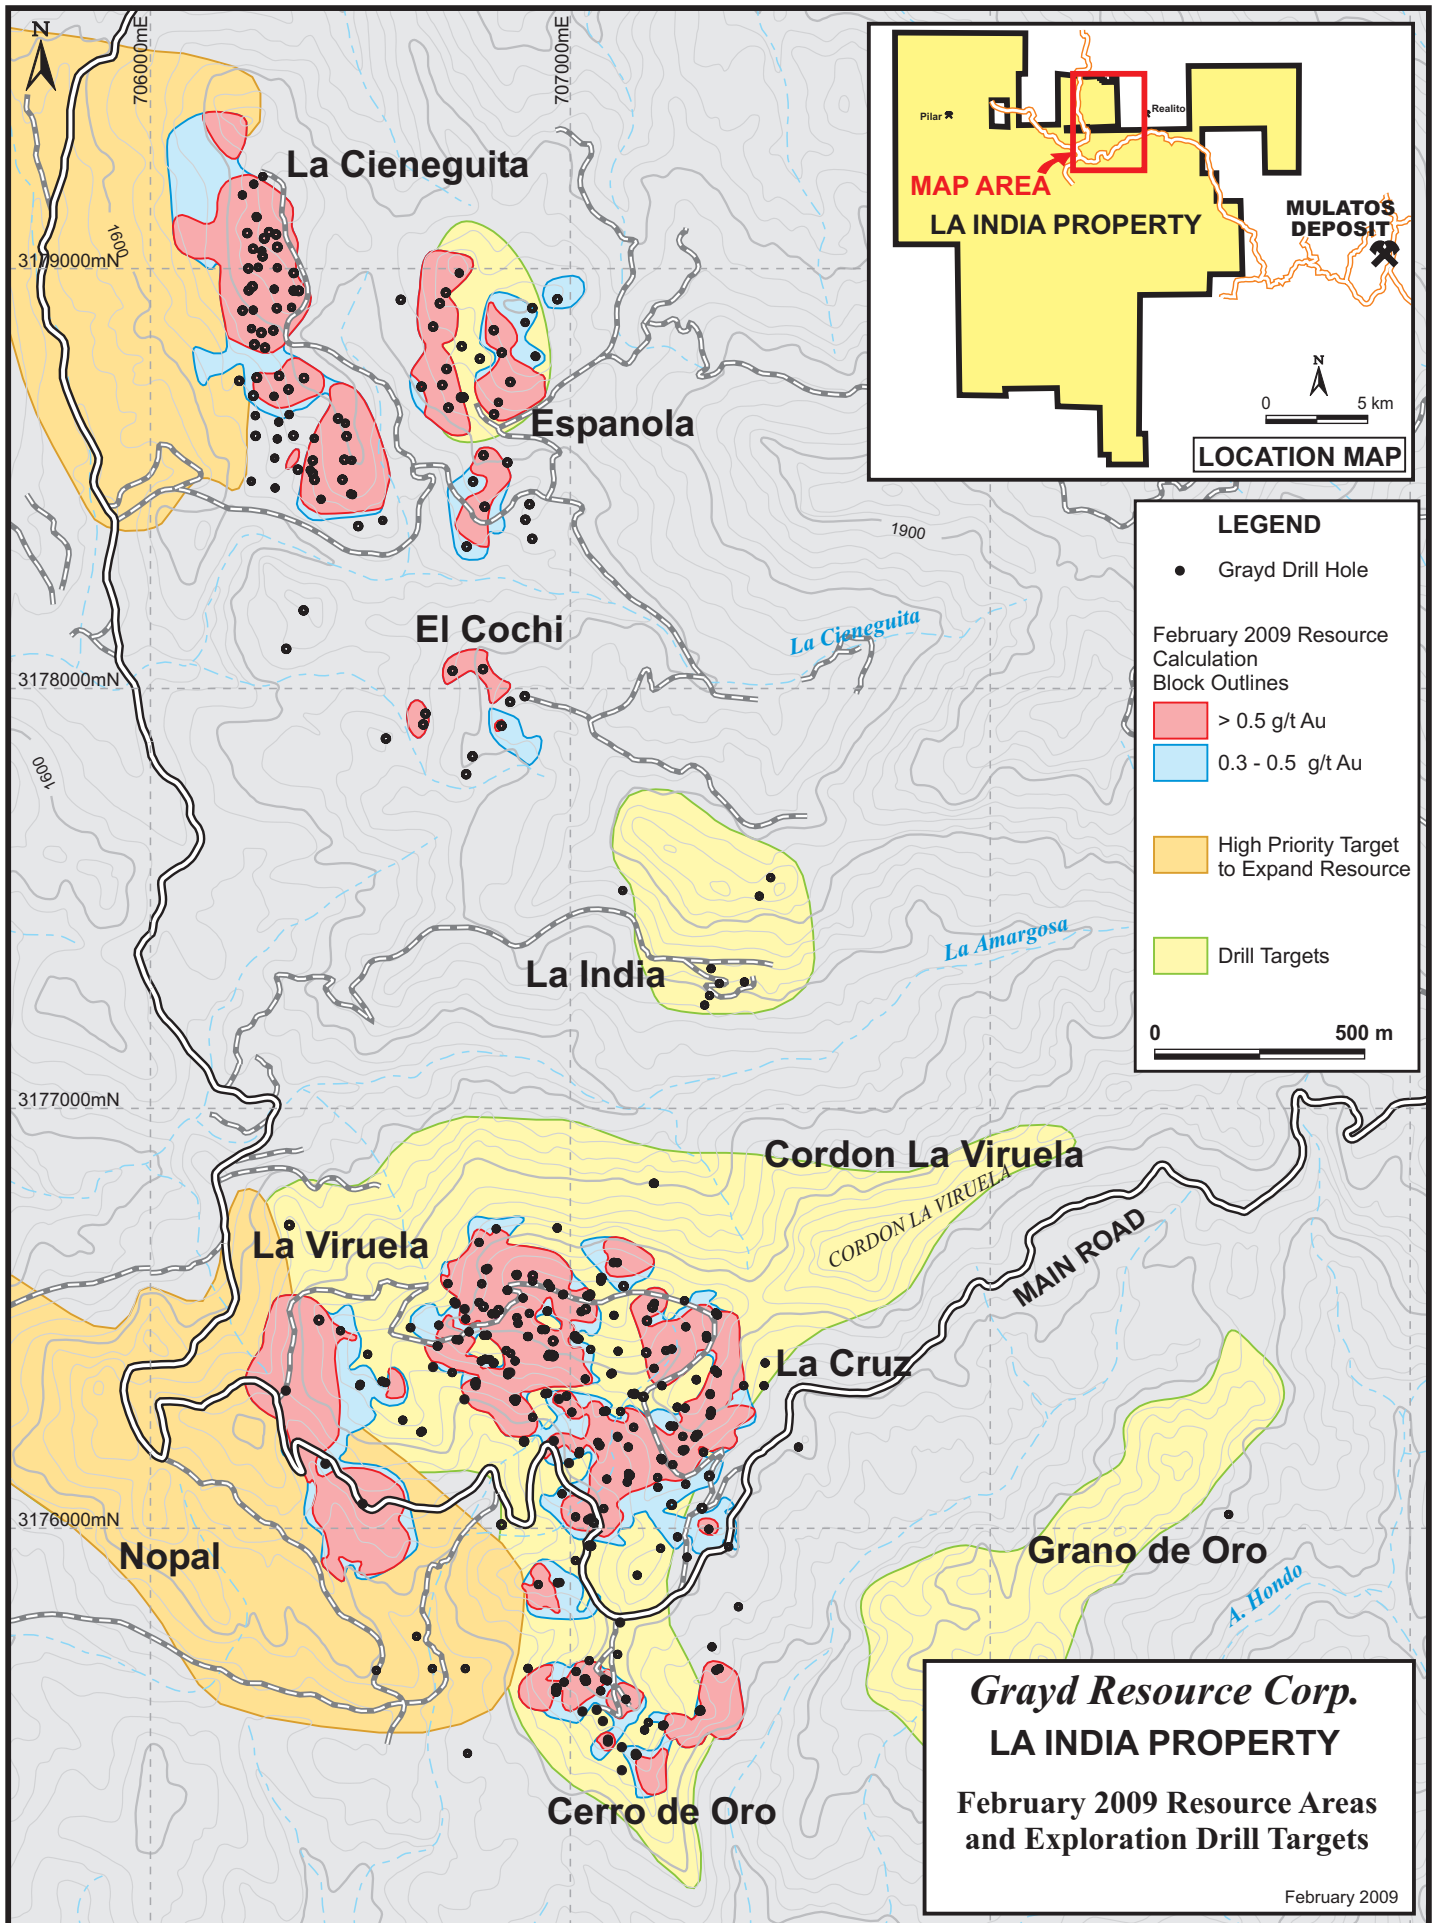 N
706000mE
707000mE
La Cieneguita
1600
3179000mN
Espanola
Pilar
Realito
MAP AREA
LA INDIA PROPERTY
MULATOS
DEPOSIT
N
0 5 km
LOCATION MAP
1900
LEGEND
Grayd Drill Hole
February 2009 Resource
Calculation
Block Outlines
> 0.5 g/t Au
0.3 - 0.5 g/t Au
High Priority Target
to Expand Resource
Drill Targets
0 500 m
El Cochi
La Cieneguita
3178000mN
1600
La Amargosa
La India
3177000mN
Cordon La Viruela
CORDON LA VIRUELA
La Viruela
MAIN ROAD
La Cruz
3176000mN
Nopal
Grano de Oro
A. Hondo
Cerro de Oro
Grayd Resource Corp.
LA INDIA PROPERTY
February 2009 Resource Areas
and Exploration Drill Targets
February 2009